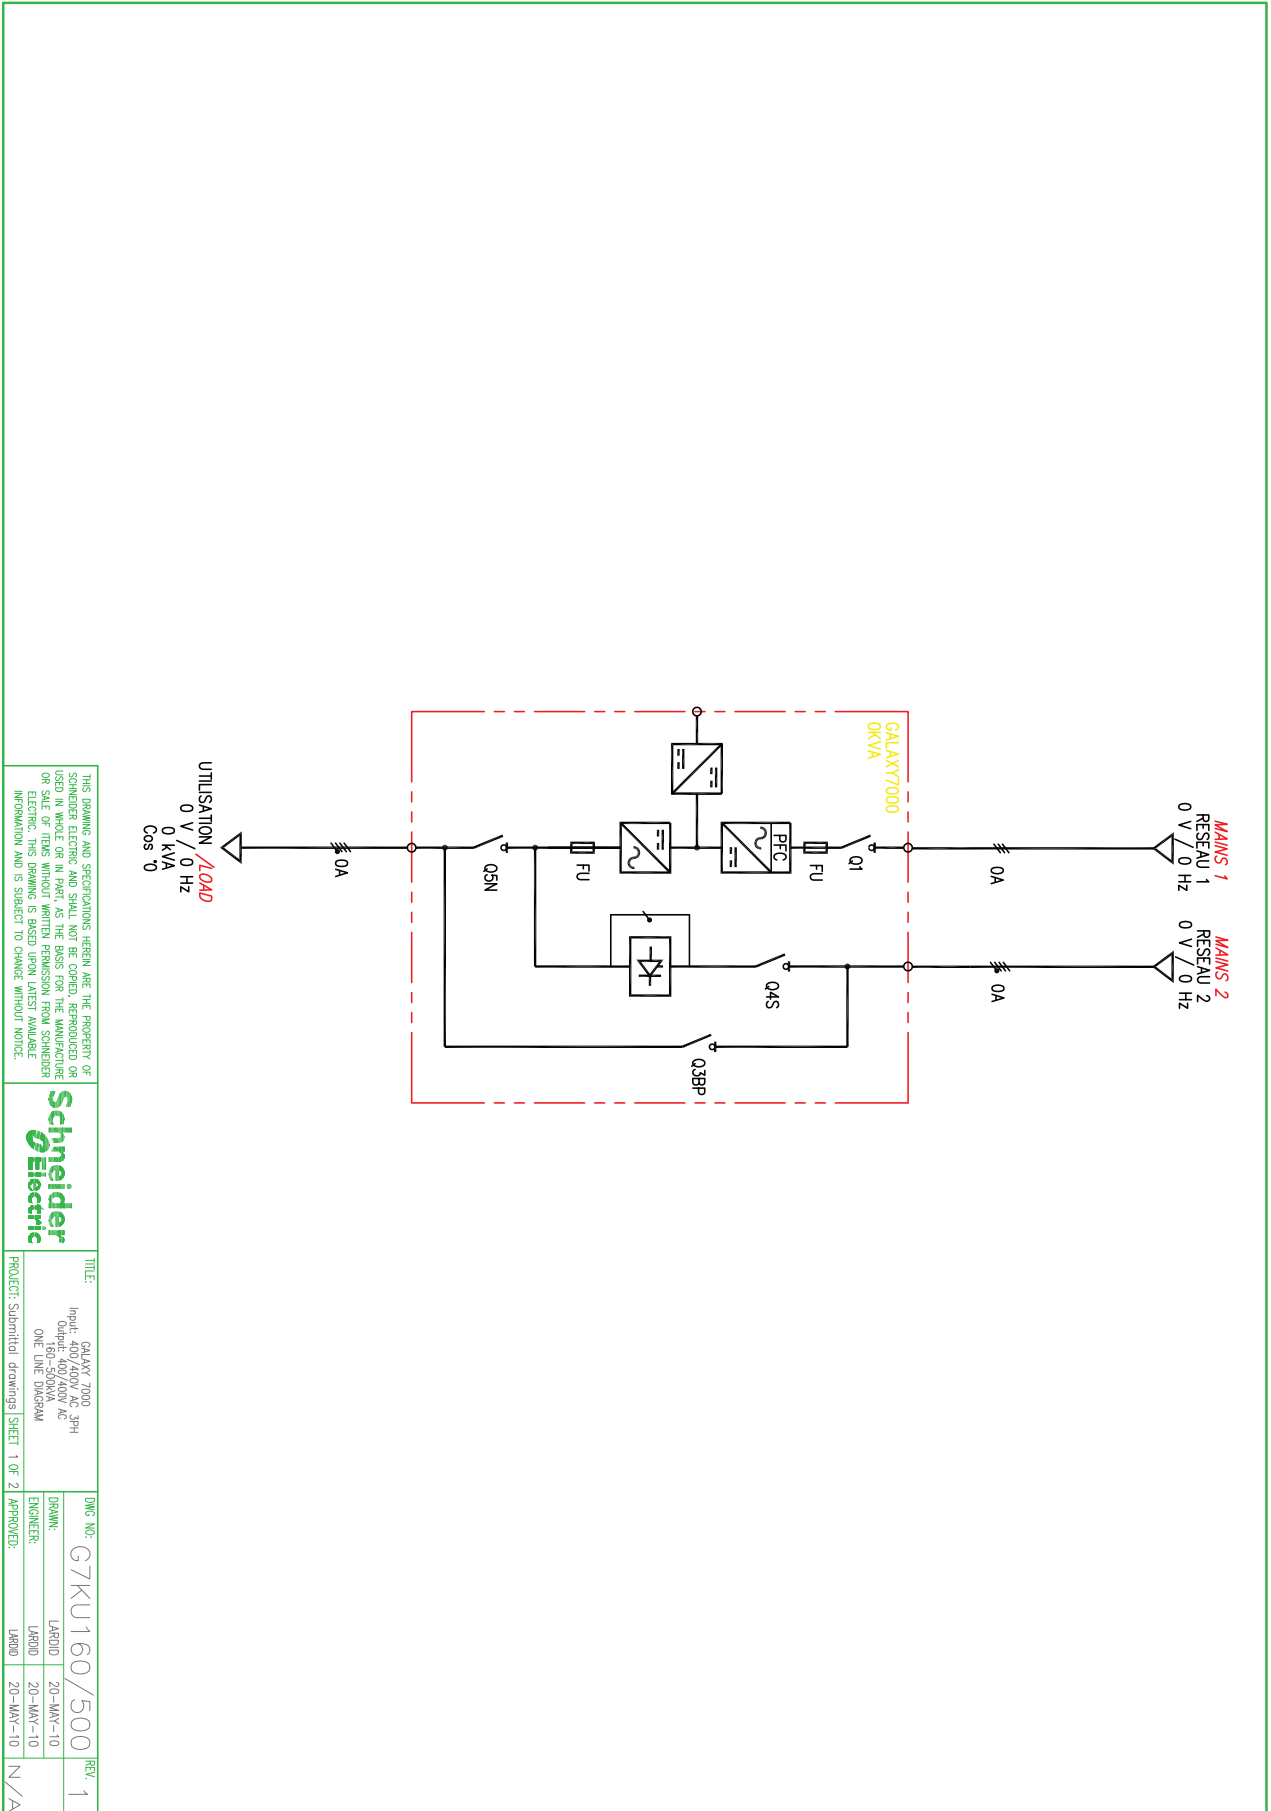 MAINS 1
RESEAU 1
0 V / 0 Hz
MAINS 2
RESEAU 2
0 V / 0 Hz
0A
0A
GALAXY7000
0KVA
Q1
FU
PFC
Q4S
Q3BP
FU
Q5N
0A
UTILISATION /LOAD
0 V / 0 Hz
0 kVA
Cos °0
THIS DRAWING AND SPECIFICATIONS HEREIN ARE THE PROPERTY OF
SCHNEIDER ELECTRIC AND SHALL NOT BE COPIED, REPRODUCED OR
USED IN WHOLE OR IN PART, AS THE BASIS FOR THE MANUFACTURE
OR SALE OF ITEMS WITHOUT WRITTEN PERMISSION FROM SCHNEIDER
ELECTRIC. THIS DRAWING IS BASED UPON LATEST AVAILABLE
INFORMATION AND IS SUBJECT TO CHANGE WITHOUT NOTICE.
Schneider
Electric
TITLE:
GALAXY 7000
Input: 400/400V AC 3PH
Output: 400/400V AC
160-500kVA
ONE LINE DIAGRAM
PROJECT: Submittal drawings
SHEET 1 OF 2
DWG NO: G7KU160/500
REV. 1
DRAWN: LARDID 20-MAY-10
ENGINEER: LARDID 20-MAY-10
APPROVED: LARDID 20-MAY-10
N/A